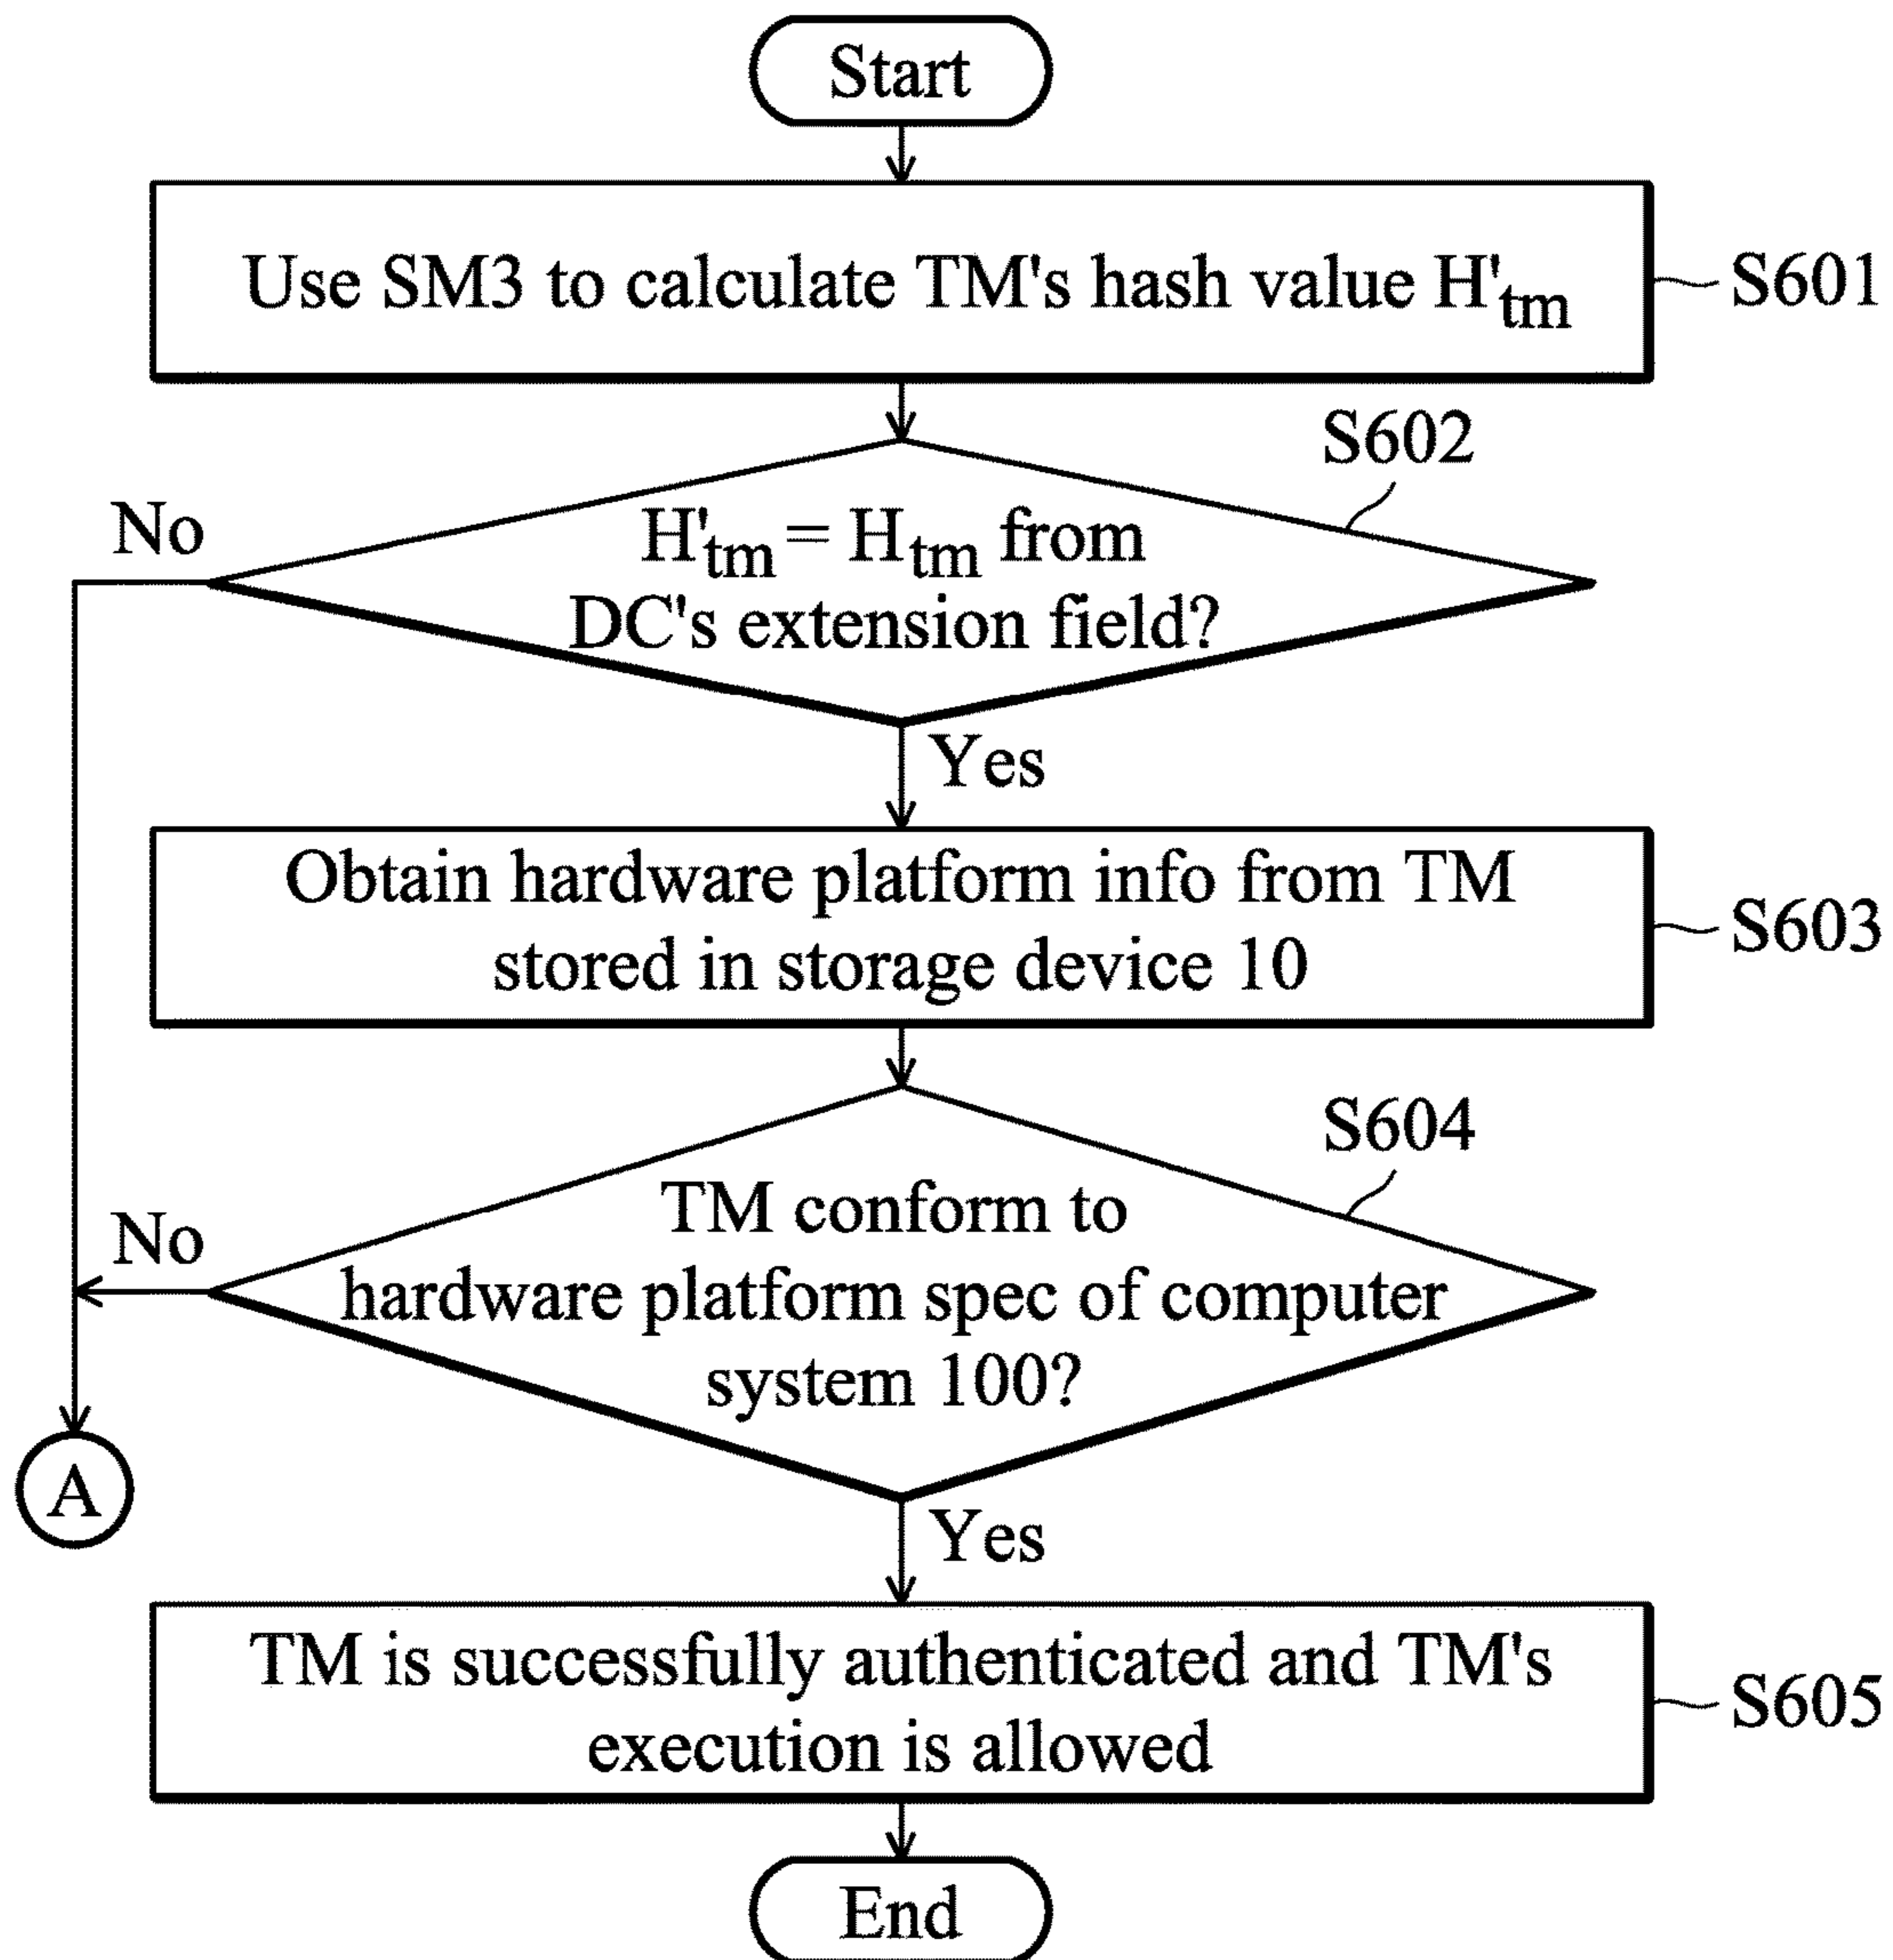 Start
Use SM3 to calculate TM's hash value H'tm
S601
S602
No
H'tm = Htm from
DC's extension field?
Yes
Obtain hardware platform info from TM
stored in storage device 10
S603
S604
No
TM conform to
hardware platform spec of computer
system 100?
A
Yes
TM is successfully authenticated and TM's
execution is allowed
S605
End